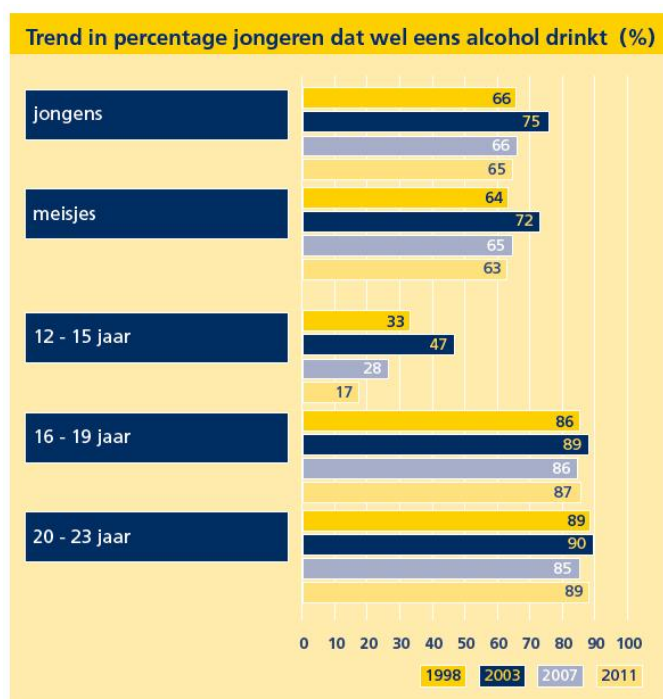 Trend in percentage jongeren dat wel eens alcohol drinkt (%)
jongens
66
75
66
65
meisjes
64
72
65
63
12 - 15 jaar
33
47
28
17
16 - 19 jaar
86
89
86
87
20 - 23 jaar
89
90
85
89
0 10 20 30 40 50 60 70 80 90 100
1998 2003 2007 2011